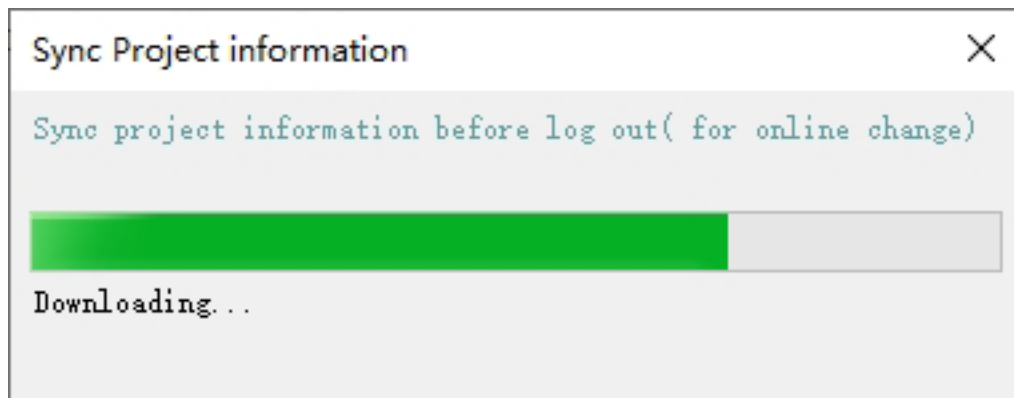 Sync Project information
Sync project information before log out( for online change)
Downloading...